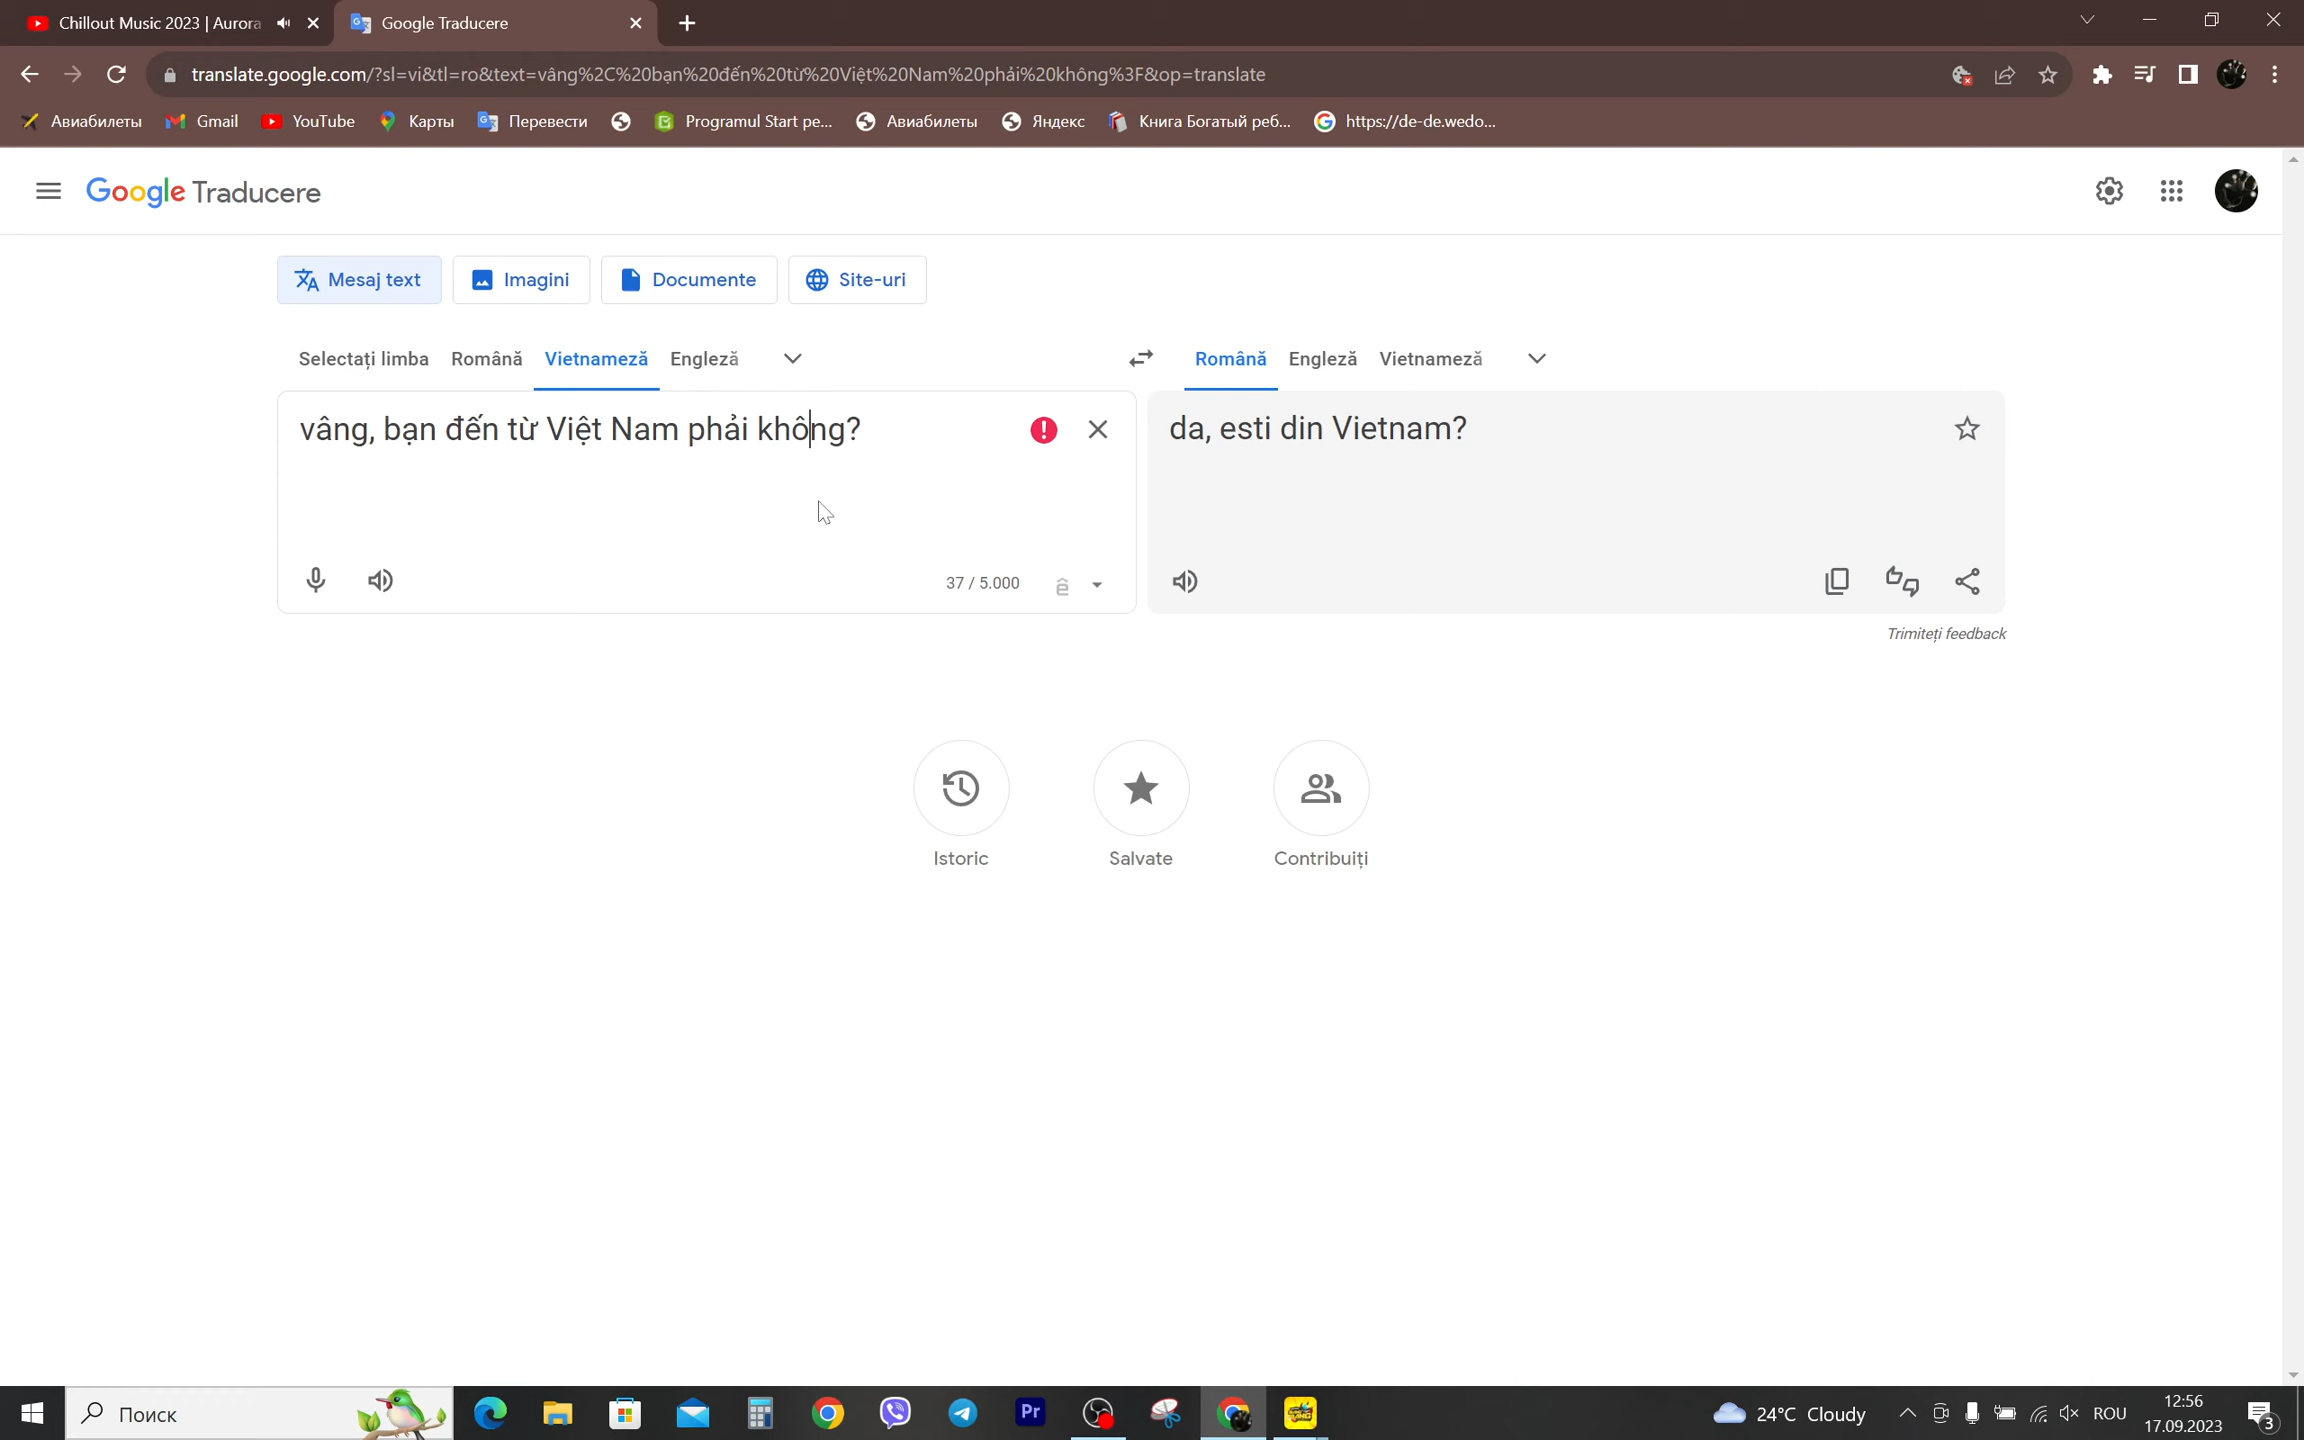 Chillout Music 2023 | Aurora
Google Traducere
translate.google.com/?sl=vi&tl=ro&text=vâng%2C%20bạn%20đến%20từ%20Việt%20Nam%20phải%20không%3F&op=translate
Авиабилеты Gmail YouTube Карты Перевести Programul Start pe... Авиабилеты Яндекс Книга Богатый реб... https://de-de.wedo...
Google Traducere
Mesaj text Imagini Documente Site-uri
Selectați limba Română Vietnameză Engleză Română Engleză Vietnameză
vâng, bạn đến từ Việt Nam phải không?
da, esti din Vietnam?
37 / 5.000
Trimiteți feedback
Istoric Salvate Contribuiți
Поиск
Pr
24°C Cloudy
ROU
12:56
17.09.2023
3